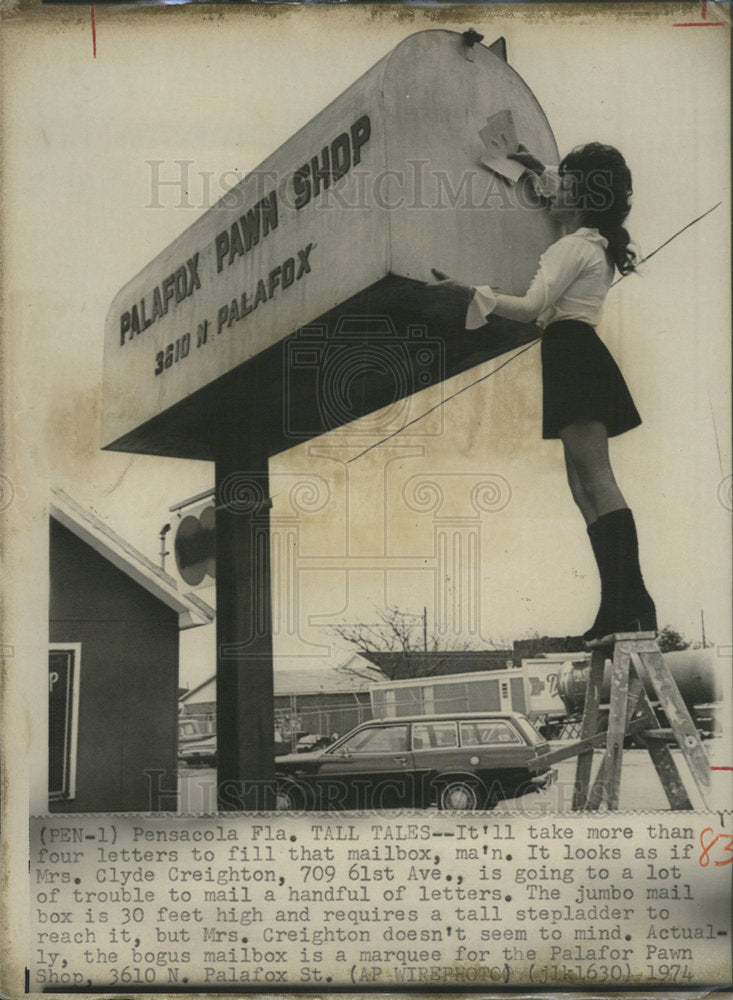 PALAFOX PAWN SHOP
3610 N PALAFOX
Historic Images
(PEN-1) Pensacola Fla. TALL TALES--It'll take more than
four letters to fill that mailbox, ma'n. It looks as if
Mrs. Clyde Creighton, 709 61st Ave., is going to a lot
of trouble to mail a handful of letters. The jumbo mail
box is 30 feet high and requires a tall stepladder to
reach it, but Mrs. Creighton doesn't seem to mind. Actual-
ly, the bogus mailbox is a marquee for the Palafor Pawn
Shop, 3610 N. Palafox St. (AP WIREPHOTO) (jlk1630) 1974
83